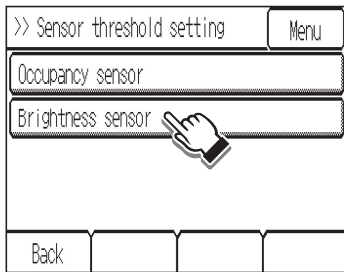 >> Sensor threshold setting
Menu
Occupancy sensor
Brightness sensor
Back